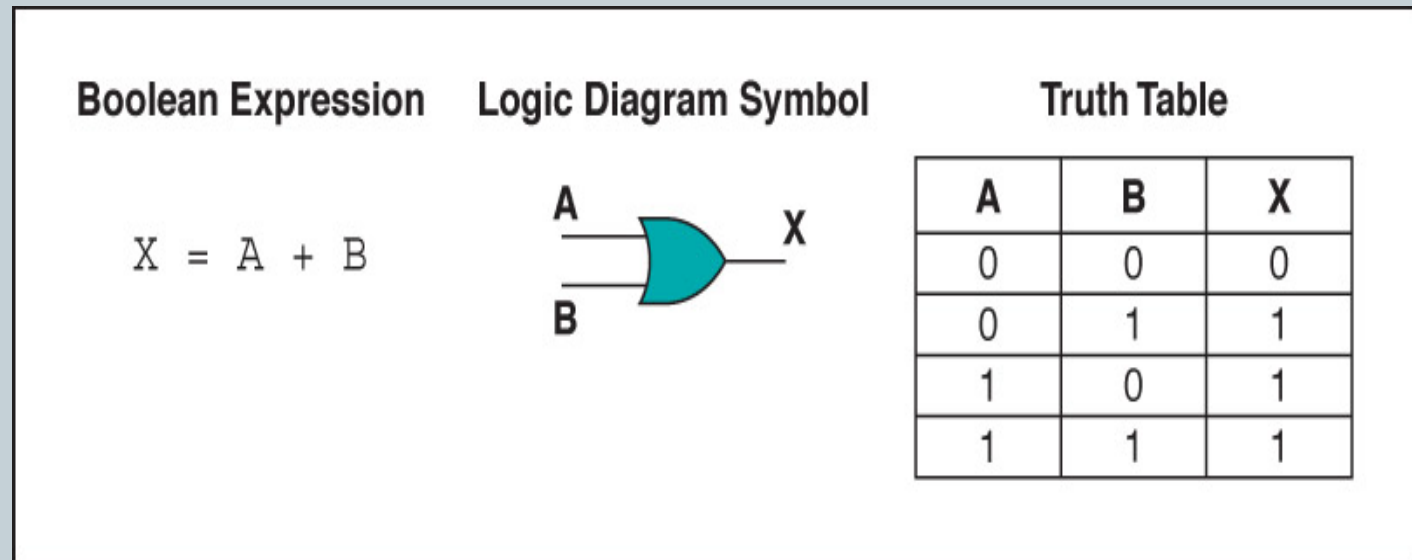 Boolean Expression Logic Diagram Symbol Truth Table
X = A + B
A
B
X
A B X
0 0 0
0 1 1
1 0 1
1 1 1